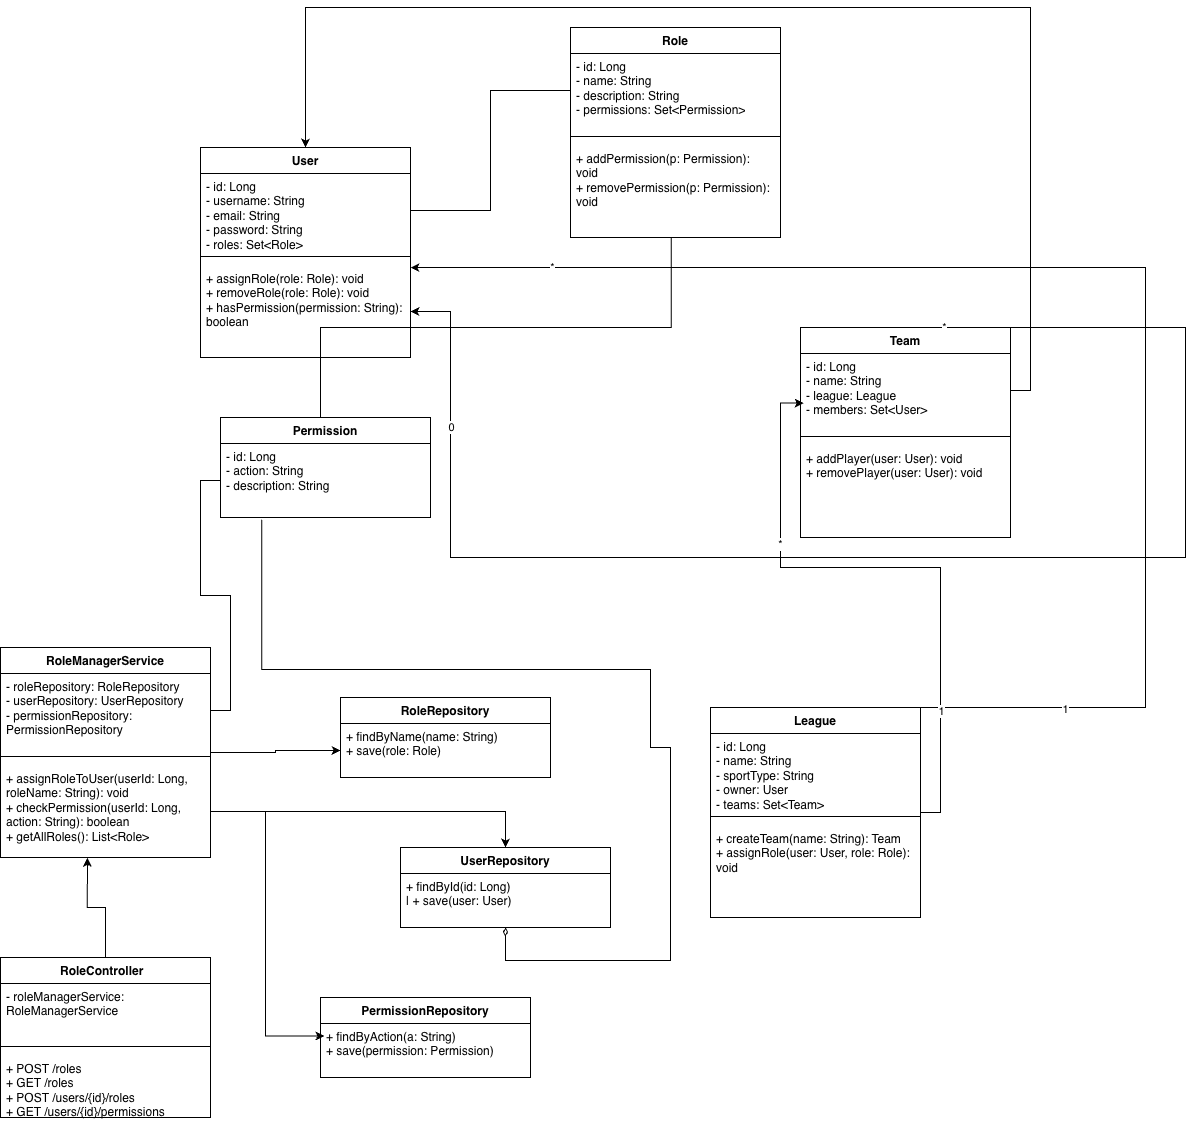 Role
- id: Long
- name: String
- description: String
- permissions: Set<Permission>
+ addPermission(p: Permission):
void
+ removePermission(p: Permission):
void
User
- id: Long
- username: String
- email: String
- password: String
- roles: Set<Role>
+ assignRole(role: Role): void
+ removeRole(role: Role): void
+ hasPermission(permission: String):
boolean
*
*
Team
- id: Long
- name: String
- league: League
- members: Set<User>
+ addPlayer(user: User): void
+ removePlayer(user: User): void
Permission
- id: Long
- action: String
- description: String
0
*
RoleManagerService
- roleRepository: RoleRepository
- userRepository: UserRepository
- permissionRepository:
PermissionRepository
+ assignRoleToUser(userId: Long,
roleName: String): void
+ checkPermission(userId: Long,
action: String): boolean
+ getAllRoles(): List<Role>
RoleRepository
+ findByName(name: String)
+ save(role: Role)
1
1
League
- id: Long
- name: String
- sportType: String
- owner: User
- teams: Set<Team>
+ createTeam(name: String): Team
+ assignRole(user: User, role: Role):
void
UserRepository
+ findById(id: Long)
l + save(user: User)
RoleController
- roleManagerService:
RoleManagerService
+ POST /roles
+ GET /roles
+ POST /users/{id}/roles
+ GET /users/{id}/permissions
PermissionRepository
+ findByAction(a: String)
+ save(permission: Permission)